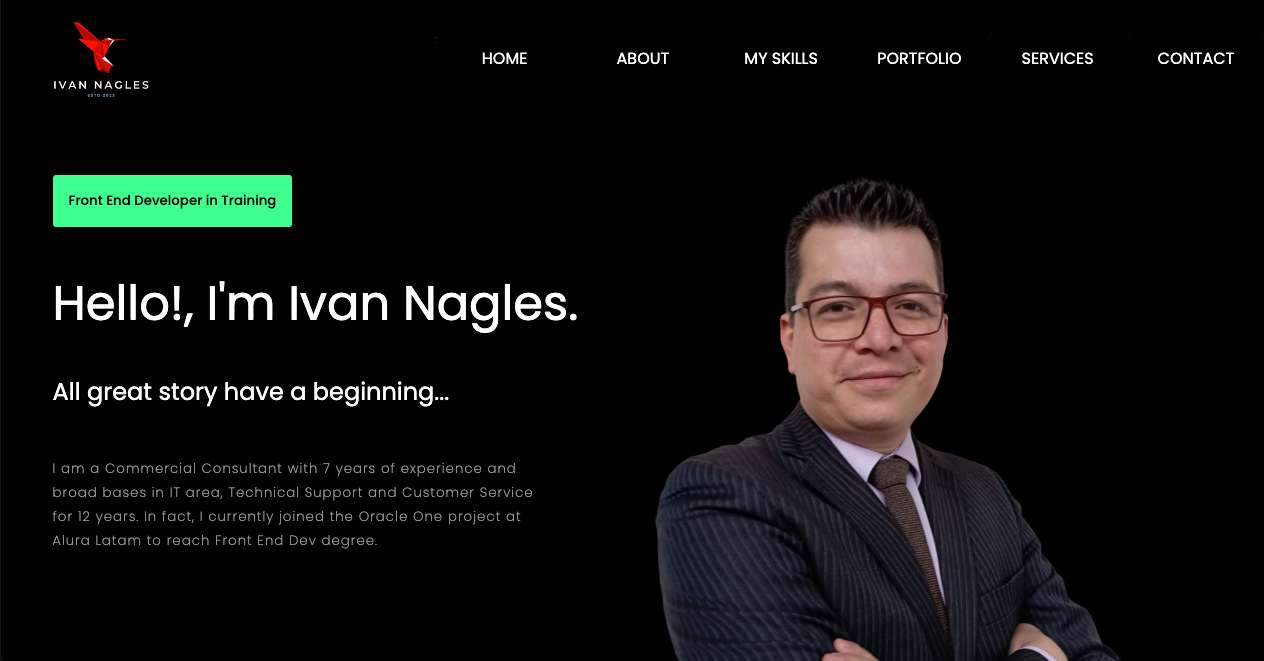 IVAN NAGLES
ESTD 2023
HOME ABOUT MY SKILLS PORTFOLIO SERVICES CONTACT
Front End Developer in Training
Hello!, I'm Ivan Nagles.
All great story have a beginning...
I am a Commercial Consultant with 7 years of experience and
broad bases in IT area, Technical Support and Customer Service
for 12 years. In fact, I currently joined the Oracle One project at
Alura Latam to reach Front End Dev degree.